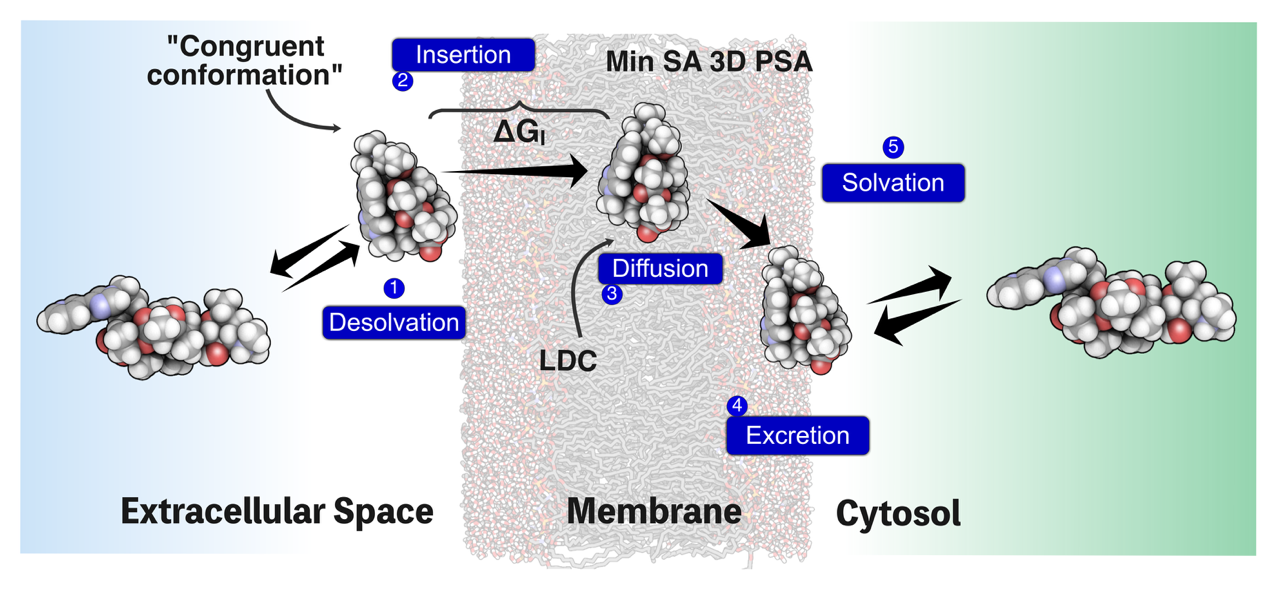 "Congruent
conformation"
Insertion
2
Min SA 3D PSA
ΔGI
5
Solvation
1
Desolvation
Diffusion
3
LDC
4
Excretion
Extracellular Space
Membrane
Cytosol